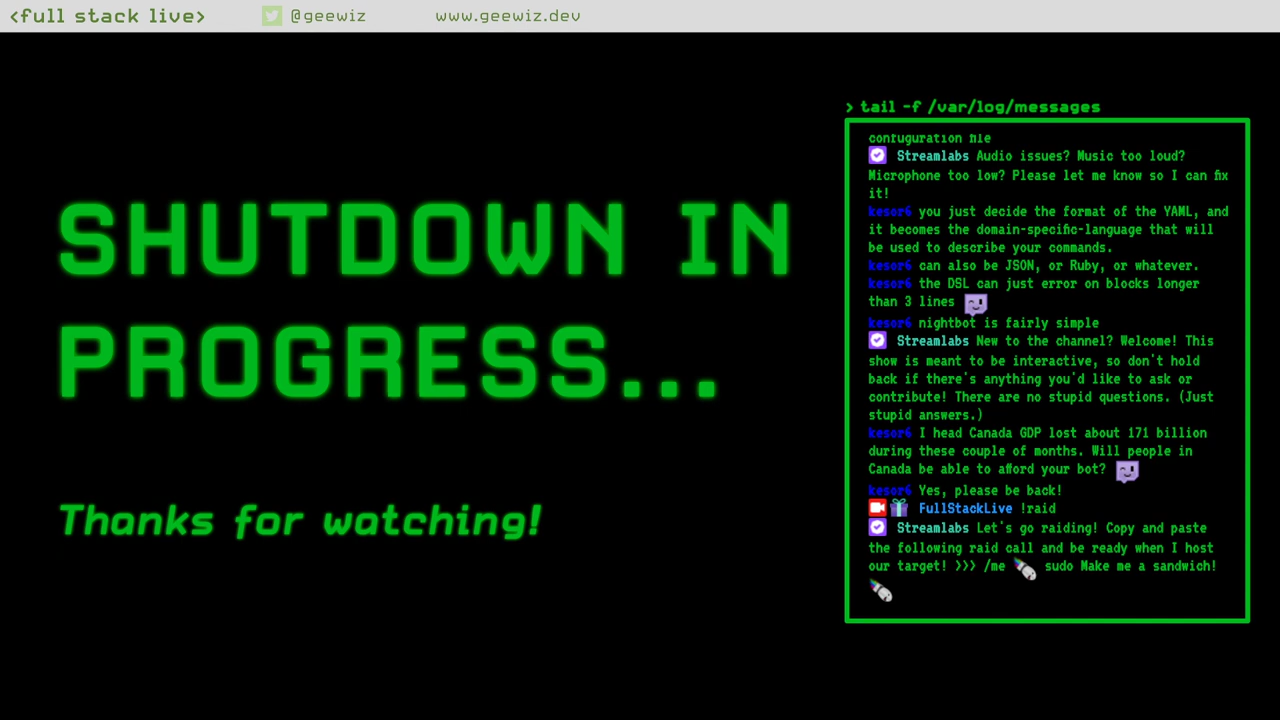 <full stack live>
@geewiz
www.geewiz.dev
SHUTDOWN IN
PROGRESS...
Thanks for watching!
> tail -f /var/log/messages
configuration file
Streamlabs Audio issues? Music too loud?
Microphone too low? Please let me know so I can fix
it!
kesor6 you just decide the format of the YAML, and
it becomes the domain-specific-language that will
be used to describe your commands.
kesor6 can also be JSON, or Ruby, or whatever.
kesor6 the DSL can just error on blocks longer
than 3 lines
kesor6 nightbot is fairly simple
Streamlabs New to the channel? Welcome! This
show is meant to be interactive, so don't hold
back if there's anything you'd like to ask or
contribute! There are no stupid questions. (Just
stupid answers.)
kesor6 I head Canada GDP lost about 171 billion
during these couple of months. Will people in
Canada be able to afford your bot?
kesor6 Yes, please be back!
FullStackLive !raid
Streamlabs Let's go raiding! Copy and paste
the following raid call and be ready when I host
our target! >>> /me sudo Make me a sandwich!